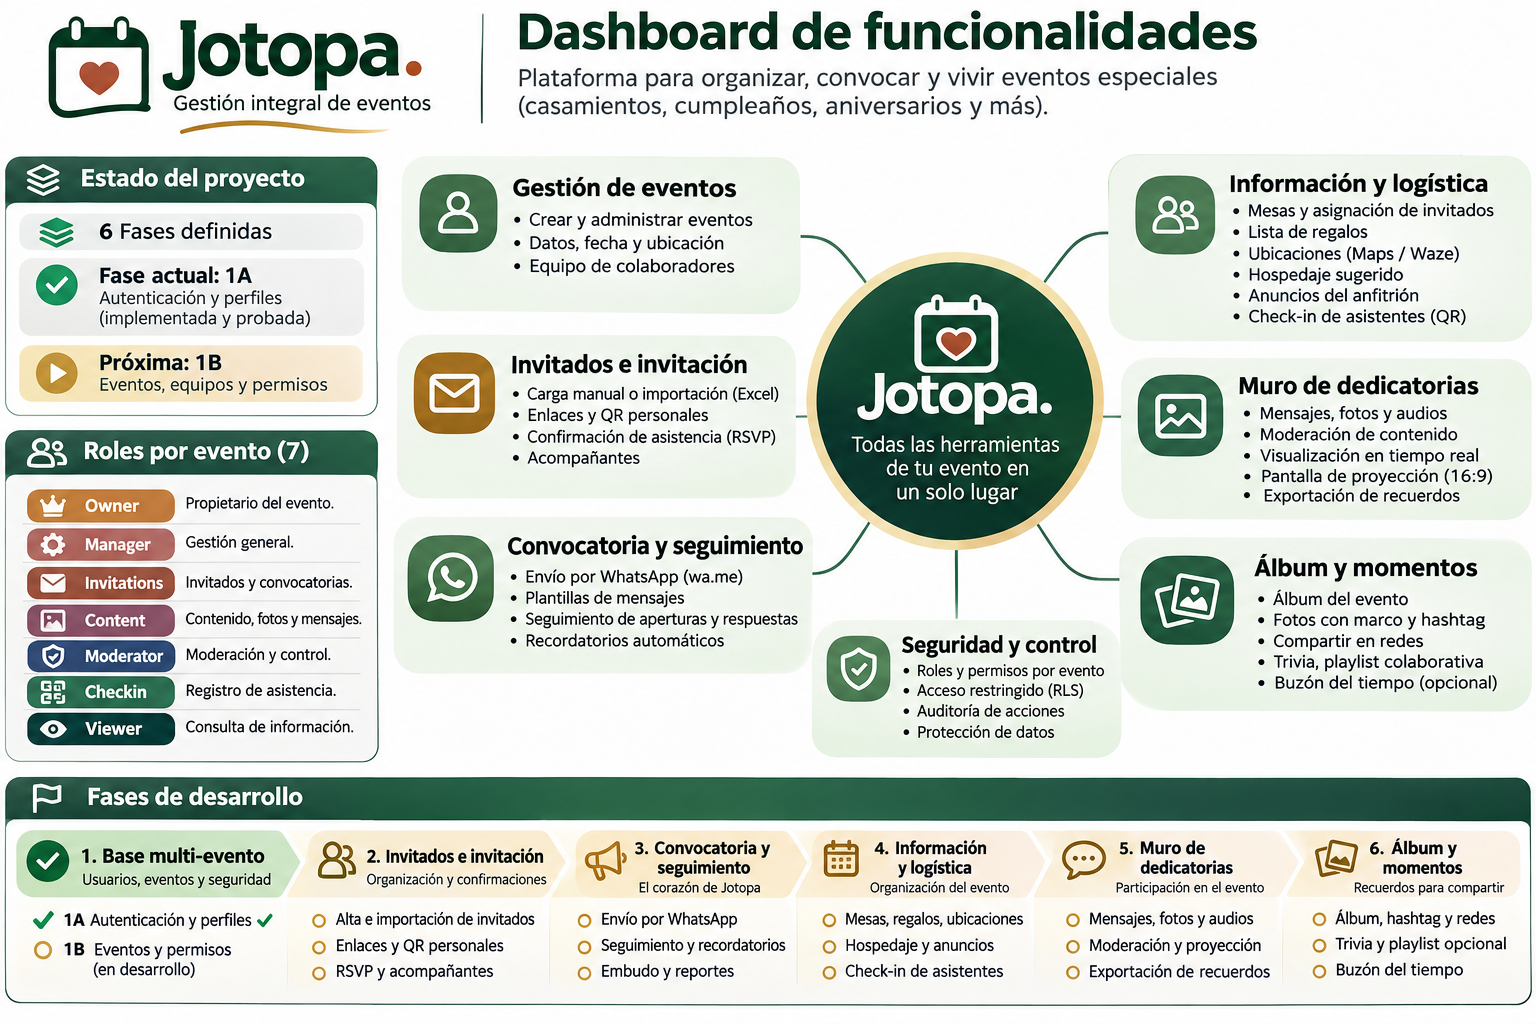 Jotopa.
Gestión integral de eventos
Dashboard de funcionalidades
Plataforma para organizar, convocar y vivir eventos especiales
(casamientos, cumpleaños, aniversarios y más).
Estado del proyecto
6 Fases definidas
Fase actual: 1A
Autenticación y perfiles
(implementada y probada)
Próxima: 1B
Eventos, equipos y permisos
Roles por evento (7)
Owner Propietario del evento.
Manager Gestión general.
Invitations Invitados y convocatorias.
Content Contenido, fotos y mensajes.
Moderator Moderación y control.
Checkin Registro de asistencia.
Viewer Consulta de información.
Gestión de eventos
• Crear y administrar eventos
• Datos, fecha y ubicación
• Equipo de colaboradores
Invitados e invitación
• Carga manual o importación (Excel)
• Enlaces y QR personales
• Confirmación de asistencia (RSVP)
• Acompañantes
Convocatoria y seguimiento
• Envío por WhatsApp (wa.me)
• Plantillas de mensajes
• Seguimiento de aperturas y respuestas
• Recordatorios automáticos
Jotopa.
Todas las herramientas
de tu evento en
un solo lugar
Seguridad y control
• Roles y permisos por evento
• Acceso restringido (RLS)
• Auditoría de acciones
• Protección de datos
Información y logística
• Mesas y asignación de invitados
• Lista de regalos
• Ubicaciones (Maps / Waze)
• Hospedaje sugerido
• Anuncios del anfitrión
• Check-in de asistentes (QR)
Muro de dedicatorias
• Mensajes, fotos y audios
• Moderación de contenido
• Visualización en tiempo real
• Pantalla de proyección (16:9)
• Exportación de recuerdos
Álbum y momentos
• Álbum del evento
• Fotos con marco y hashtag
• Compartir en redes
• Trivia, playlist colaborativa
• Buzón del tiempo (opcional)
Fases de desarrollo
1. Base multi-evento
Usuarios, eventos y seguridad
1A Autenticación y perfiles
1B Eventos y permisos
(en desarrollo)
2. Invitados e invitación
Organización y confirmaciones
Alta e importación de invitados
Enlaces y QR personales
RSVP y acompañantes
3. Convocatoria y
seguimiento
El corazón de Jotopa
Envío por WhatsApp
Seguimiento y recordatorios
Embudo y reportes
4. Información
y logística
Organización del evento
Mesas, regalos, ubicaciones
Hospedaje y anuncios
Check-in de asistentes
5. Muro de
dedicatorias
Participación en el evento
Mensajes, fotos y audios
Moderación y proyección
Exportación de recuerdos
6. Álbum y
momentos
Recuerdos para compartir
Álbum, hashtag y redes
Trivia y playlist opcional
Buzón del tiempo